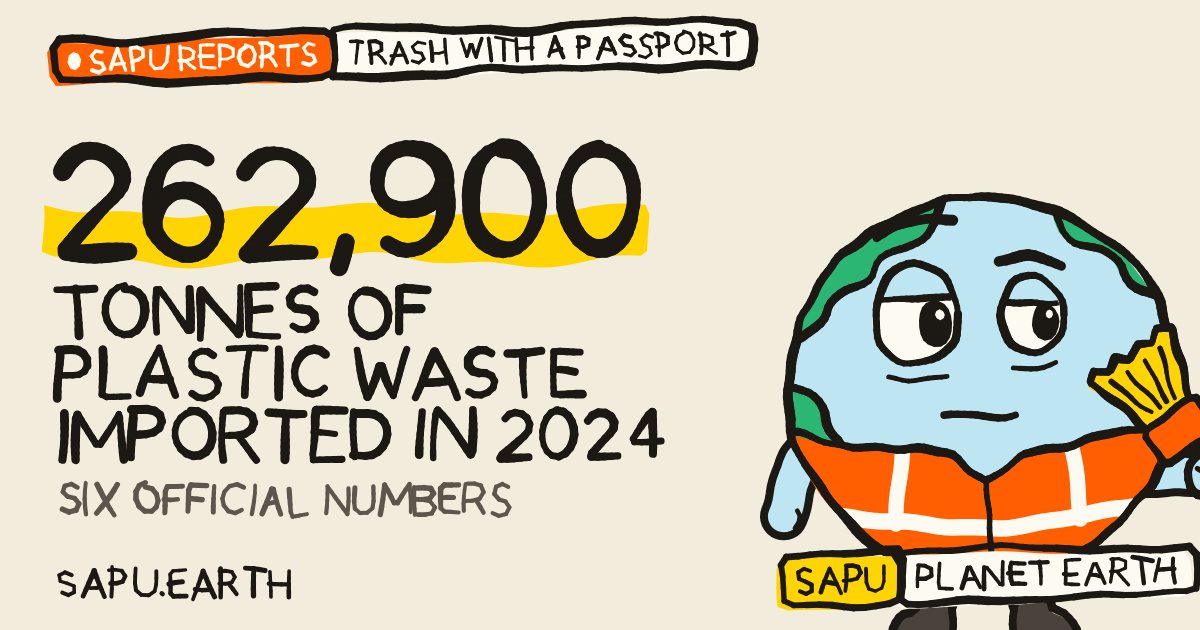 SAPU REPORTS TRASH WITH A PASSPORT
262,900
TONNES OF
PLASTIC WASTE
IMPORTED IN 2024
SIX OFFICIAL NUMBERS
SAPU.EARTH
SAPU PLANET EARTH